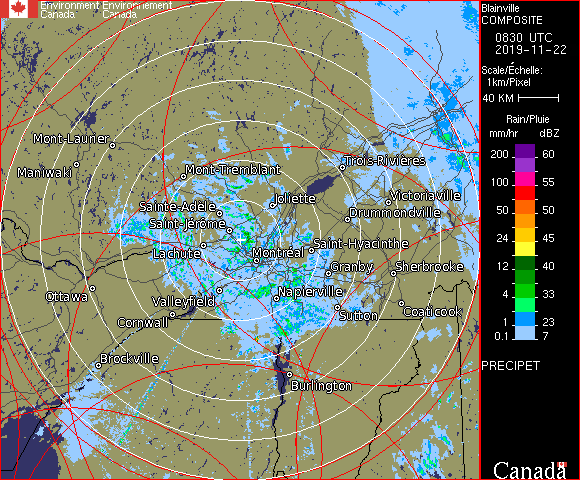 Environment Environnement
Canada Canada
Blainville
COMPOSITE
0830 UTC
2019-11-22
Scale/Échelle:
1km/Pixel
40 KM
Rain/Pluie
mm/hr dBZ
200 60
100 55
50 50
24 45
12 40
4 33
1 23
0.1 7
PRECIPET
Mont-Laurier
Maniwaki
Mont-Tremblant
Trois-Rivières
Sainte-Adèle
Joliette
Victoriaville
Drummondville
Saint-Jérôme
Lachute
Montréal
Saint-Hyacinthe
Granby
Sherbrooke
Ottawa
Valleyfield
Napierville
Cornwall
Sutton
Coaticook
Brockville
Burlington
Canada